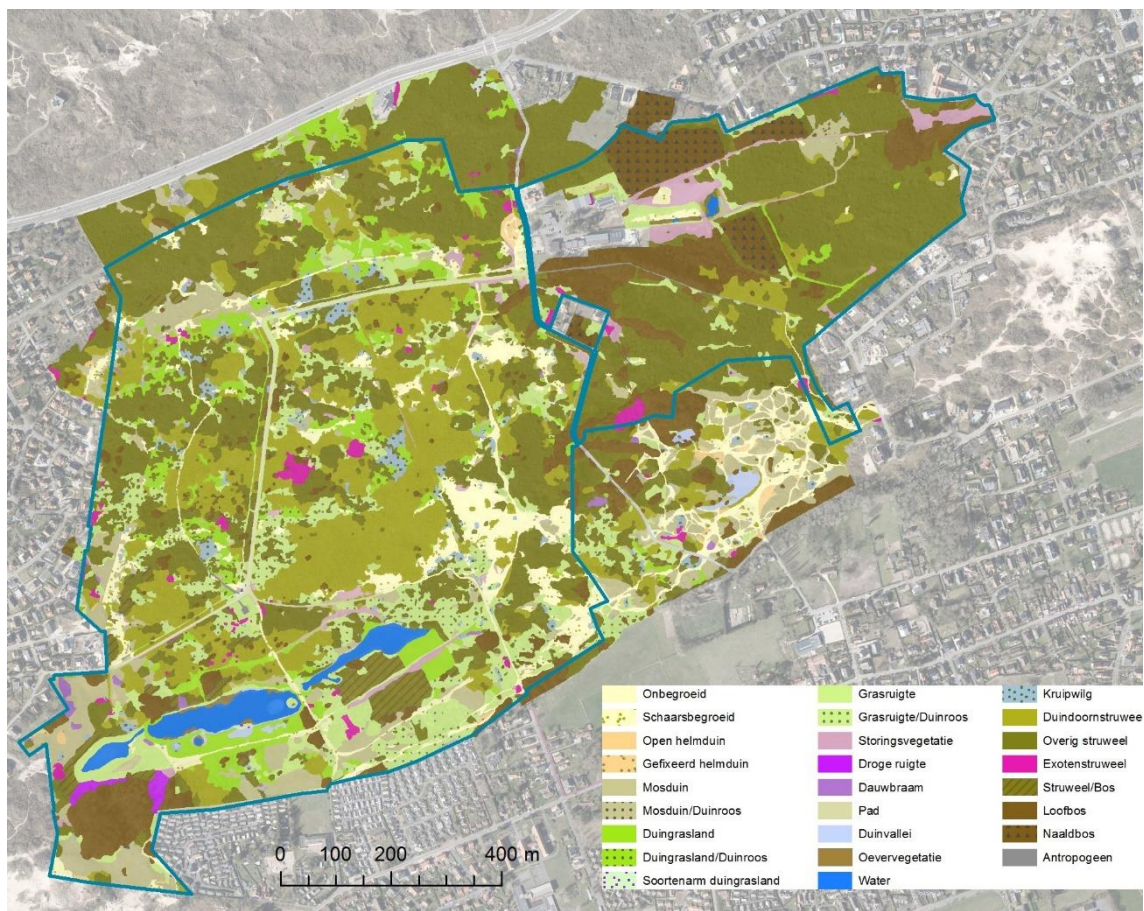 Onbegroeid
Schaarsbegroeid
Open helmduin
Gefixeerd helmduin
Mosduin
Mosduin/Duinroos
Duingrasland
Duingrasland/Duinroos
Soortenarm duingrasland
Grasruigte
Grasruigte/Duinroos
Storingsvegetatie
Droge ruigte
Dauwbraam
Pad
Duinvallei
Oevervegetatie
Water
Kruipwilg
Duindoornstruwee
Overig struweel
Exotenstruweel
Struweel/Bos
Loofbos
Naaldbos
Antropogeen
0 100 200 400 m